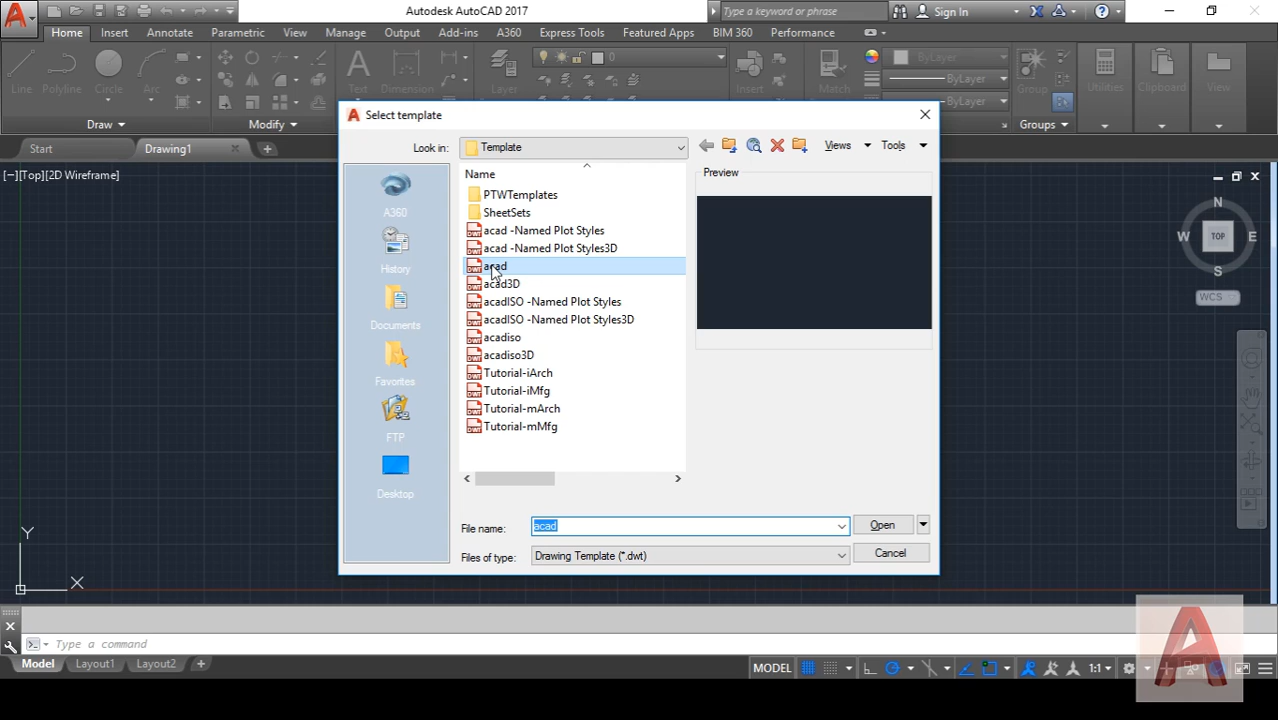 Autodesk AutoCAD 2017
Type a keyword or phrase
Sign In
Home
Insert
Annotate
Parametric
View
Manage
Output
Add-ins
A360
Express Tools
Featured Apps
BIM 360
Performance
Line
Polyline
Circle
Arc
Text
Dimension
Layer
0
Insert
Match
ByLayer
ByLayer
ByLayer
Group
Utilities
Clipboard
View
Draw
Modify
Groups
Start
Drawing1
[−][Top][2D Wireframe]
Select template
Look in:
Template
Views
Tools
Name
Preview
PTWTemplates
SheetSets
acad -Named Plot Styles
acad -Named Plot Styles3D
acad
acad3D
acadISO -Named Plot Styles
acadISO -Named Plot Styles3D
acadiso
acadiso3D
Tutorial-iArch
Tutorial-iMfg
Tutorial-mArch
Tutorial-mMfg
A360
History
Documents
Favorites
FTP
Desktop
File name:
acad
Open
Files of type:
Drawing Template (*.dwt)
Cancel
N
W
TOP
E
S
WCS
Y
X
Type a command
Model
Layout1
Layout2
MODEL
1:1